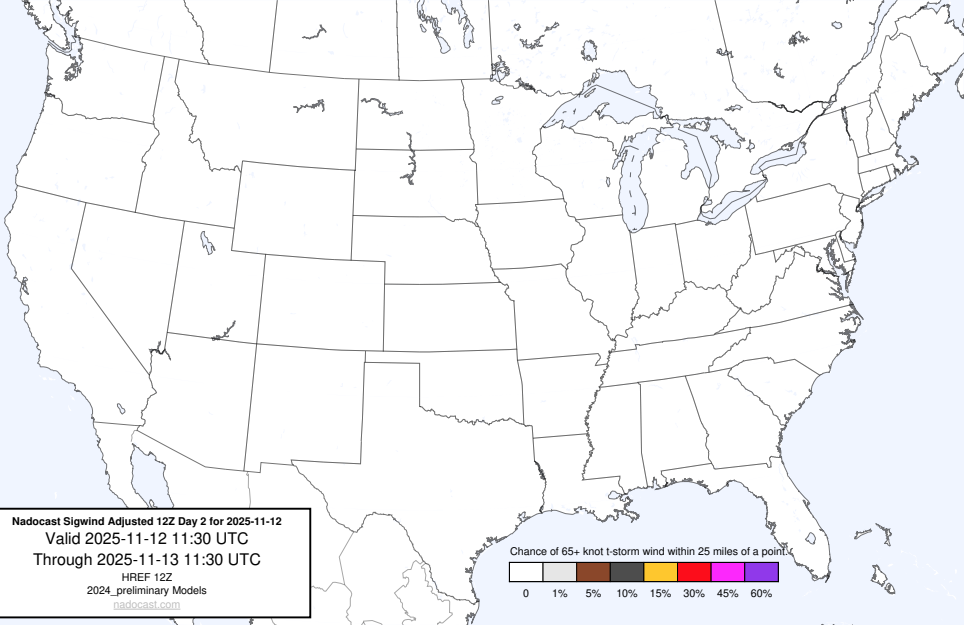 Nadocast Sigwind Adjusted 12Z Day 2 for 2025-11-12
Valid 2025-11-12 11:30 UTC
Through 2025-11-13 11:30 UTC
HREF 12Z
2024_preliminary Models
nadocast.com
Chance of 65+ knot t-storm wind within 25 miles of a point.
0 1% 5% 10% 15% 30% 45% 60%